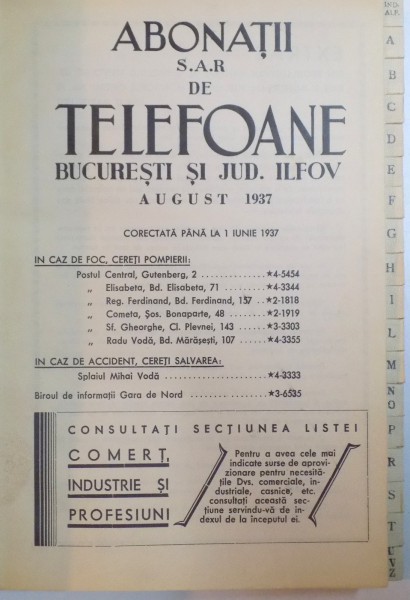 ABONAȚII
S.A.R
DE
TELEFOANE
BUCUREȘTI ȘI JUD. ILFOV
AUGUST 1937
CORECTATĂ PÂNĂ LA 1 IUNIE 1937
IN CAZ DE FOC, CEREȚI POMPIERII:
Postul Central, Gutenberg, 2 ............ ★4-5454
„ Elisabeta, Bd. Elisabeta, 71 ............ ★4-3344
„ Reg. Ferdinand, Bd. Ferdinand, 157 .. ★2-1818
„ Cometa, Șos. Bonaparte, 48 ............ ★2-1919
„ Sf. Gheorghe, Cl. Plevnei, 143 ........ ★3-3303
„ Radu Vodă, Bd. Mărășești, 107 ........ ★4-3355
IN CAZ DE ACCIDENT, CEREȚI SALVAREA:
Splaiul Mihai Vodă .................... ★4-3333
Biroul de informații Gara de Nord ................ ★3-6535
CONSULTAȚI SECȚIUNEA LISTEI
COMERȚ,
INDUSTRIE ȘI
PROFESIUNI
Pentru a avea cele mai
indicate surse de aprovi-
zionare pentru necesită-
țile Dvs. comerciale, in-
dustriale, casnice, etc.
consultați această sec-
țiune servindu-vă de in-
dexul de la începutul ei.
IND.
ALF.
A
B
C
D
E
F
G
H
I
L
M
N
O
P
R
S
T
U
V
Z